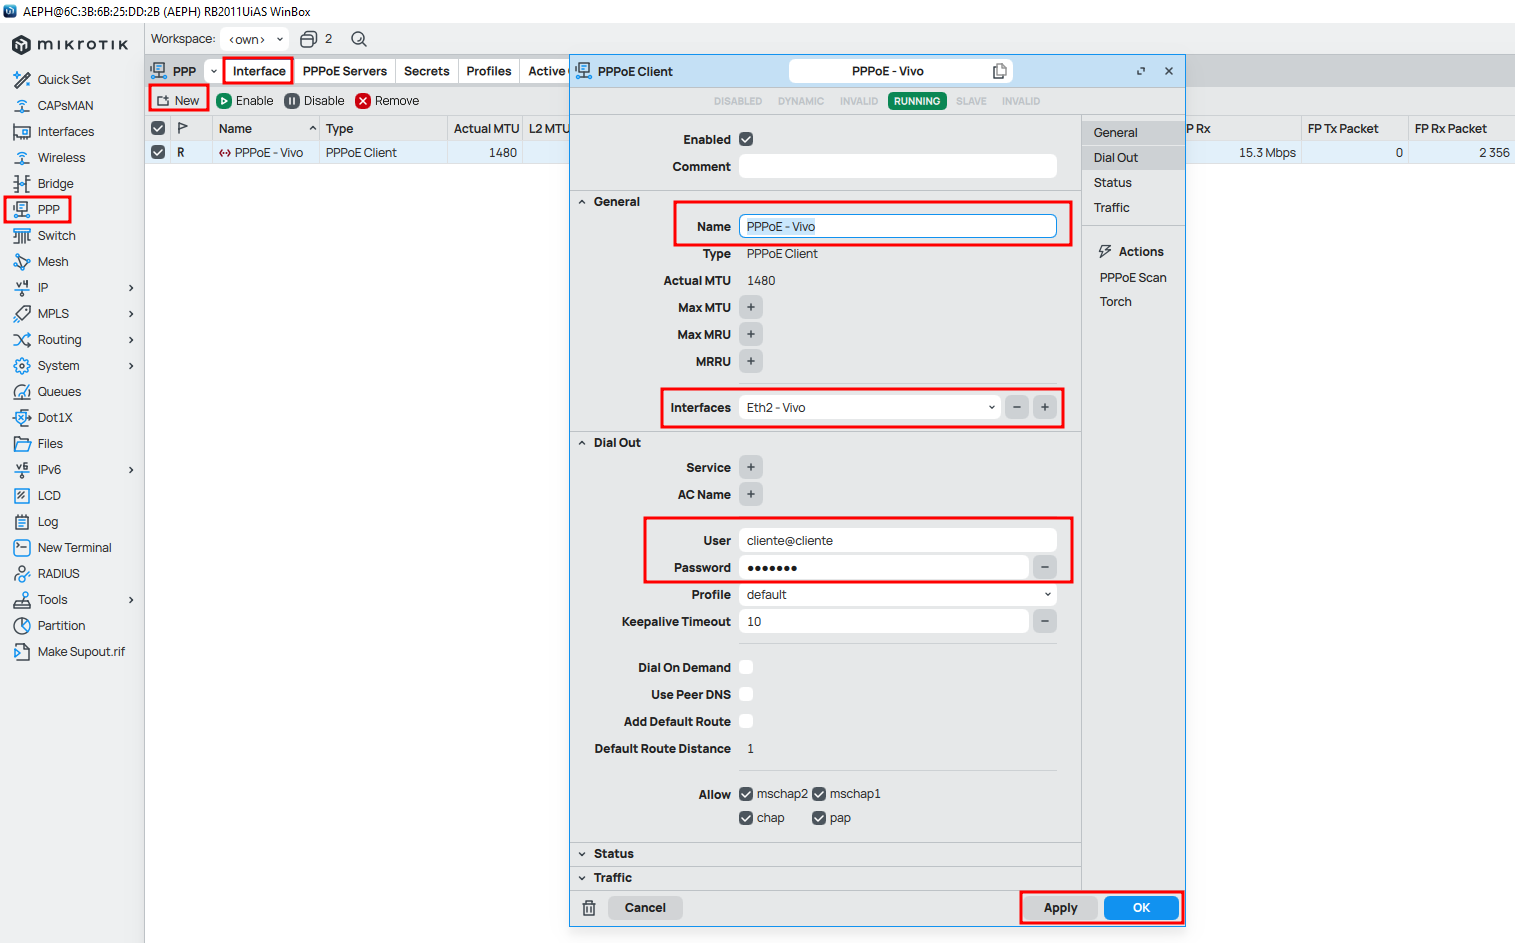 AEPH@6C:3B:6B:25:DD:2B (AEPH) RB2011UiAS WinBox
mikrotik
Workspace: <own> 2
Quick Set
CAPsMAN
Interfaces
Wireless
Bridge
PPP
Switch
Mesh
IP
MPLS
Routing
System
Queues
Dot1X
Files
IPv6
LCD
Log
New Terminal
RADIUS
Tools
Partition
Make Supout.rif
PPP Interface PPPoE Servers Secrets Profiles Active
New Enable Disable Remove
Name Type Actual MTU L2 MTU P Rx FP Tx Packet FP Rx Packet
R PPPoE - Vivo PPPoE Client 1480 15.3 Mbps 0 2 356
PPPoE Client PPPoE - Vivo
DISABLED DYNAMIC INVALID RUNNING SLAVE INVALID
Enabled
Comment
General
Name PPPoE - Vivo
Type PPPoE Client
Actual MTU 1480
Max MTU +
Max MRU +
MRRU +
Interfaces Eth2 - Vivo - +
Dial Out
Service +
AC Name +
User cliente@cliente
Password ●●●●●●● -
Profile default
Keepalive Timeout 10 -
Dial On Demand
Use Peer DNS
Add Default Route
Default Route Distance 1
Allow mschap2 mschap1
chap pap
Status
Traffic
Cancel Apply OK
General
Dial Out
Status
Traffic
Actions
PPPoE Scan
Torch